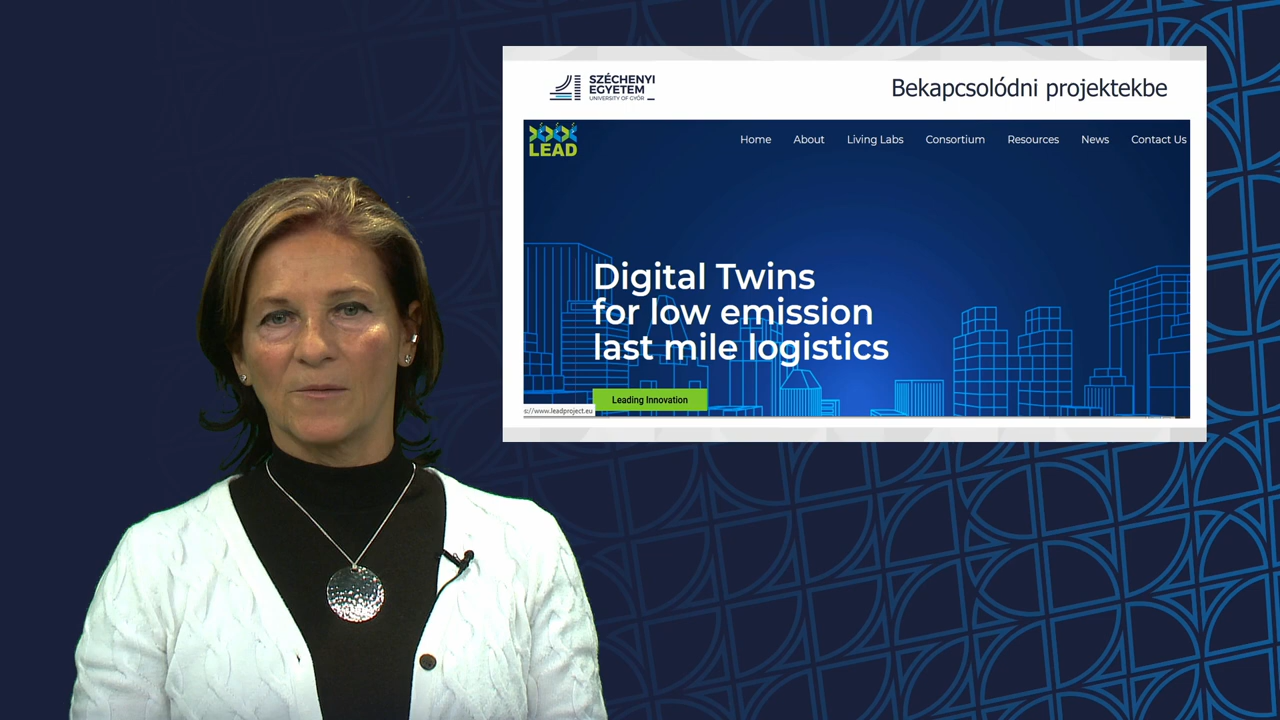 SZÉCHENYI
EGYETEM
UNIVERSITY OF GYŐR
Bekapcsolódni projektekbe
LEAD
Home About Living Labs Consortium Resources News Contact Us
Digital Twins
for low emission
last mile logistics
Leading Innovation
s://www.leadproject.eu